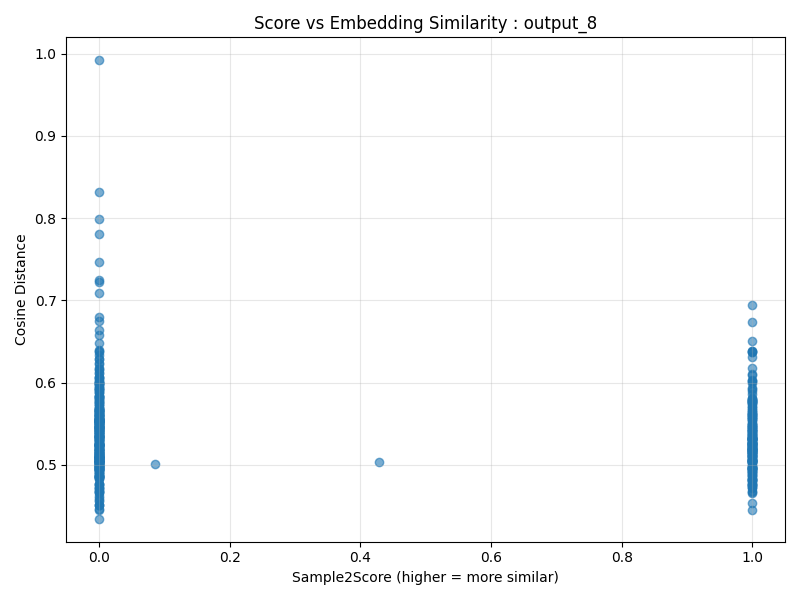 Score vs Embedding Similarity : output_8
Cosine Distance
1.0
0.9
0.8
0.7
0.6
0.5
0.0 0.2 0.4 0.6 0.8 1.0
Sample2Score (higher = more similar)